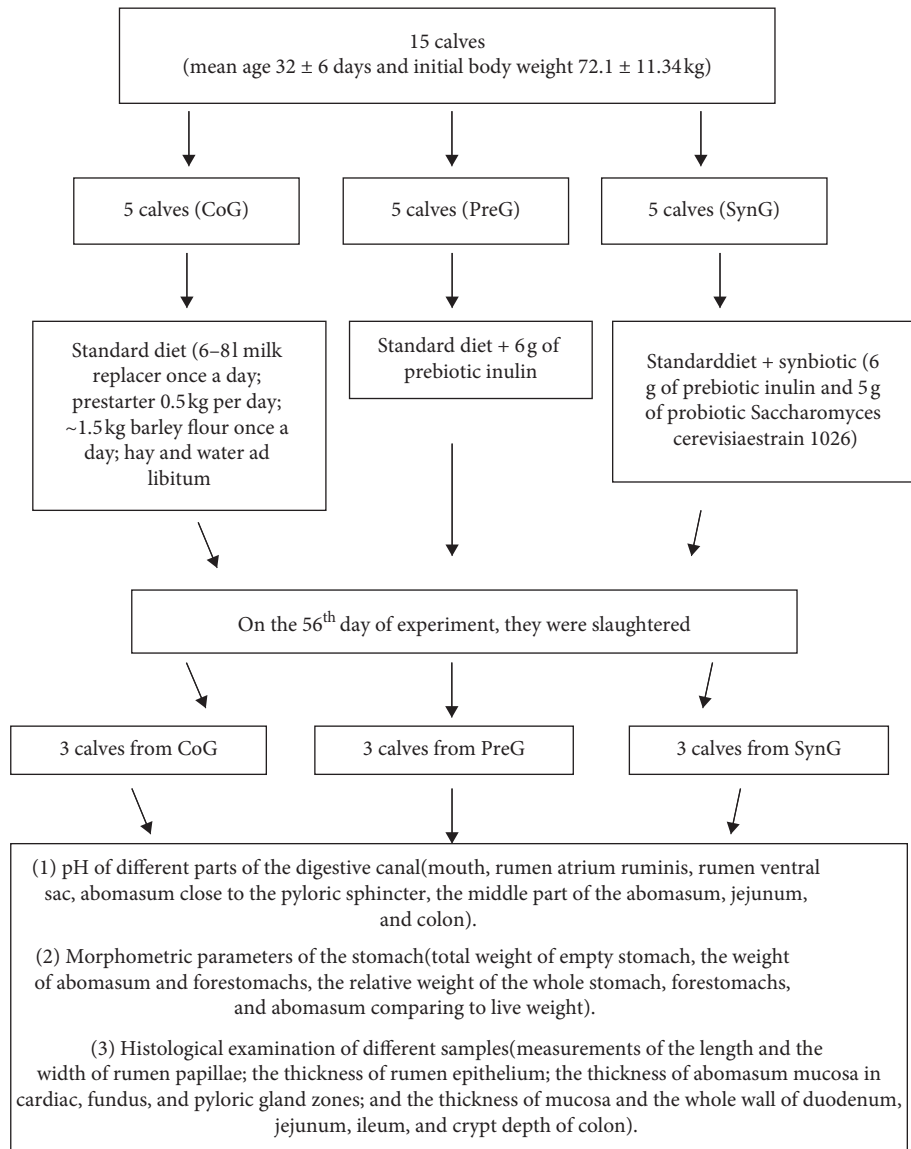 15 calves
(mean age 32 ± 6 days and initial body weight 72.1 ± 11.34 kg)
5 calves (CoG)
5 calves (PreG)
5 calves (SynG)
Standard diet (6–8 l milk
replacer once a day;
prestarter 0.5 kg per day;
~1.5 kg barley flour once a
day; hay and water ad
libitum
Standard diet + 6 g of
prebiotic inulin
Standarddiet + synbiotic (6
g of prebiotic inulin and 5 g
of probiotic Saccharomyces
cerevisiaestrain 1026)
On the 56th day of experiment, they were slaughtered
3 calves from CoG
3 calves from PreG
3 calves from SynG
(1) pH of different parts of the digestive canal(mouth, rumen atrium ruminis, rumen ventral
sac, abomasum close to the pyloric sphincter, the middle part of the abomasum, jejunum,
and colon).
(2) Morphometric parameters of the stomach(total weight of empty stomach, the weight
of abomasum and forestomachs, the relative weight of the whole stomach, forestomachs,
and abomasum comparing to live weight).
(3) Histological examination of different samples(measurements of the length and the
width of rumen papillae; the thickness of rumen epithelium; the thickness of abomasum mucosa in
cardiac, fundus, and pyloric gland zones; and the thickness of mucosa and the whole wall of duodenum,
jejunum, ileum, and crypt depth of colon).